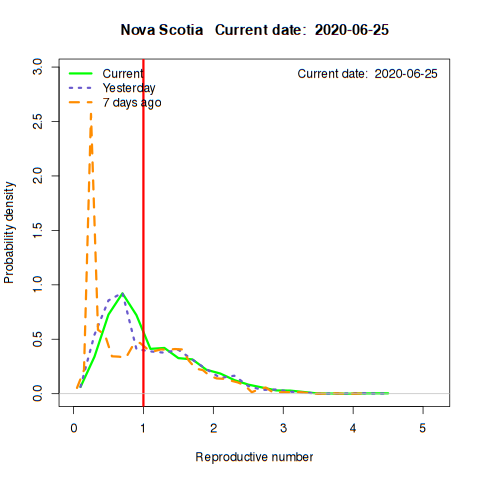 Nova Scotia   Current date:  2020-06-25
Current date:  2020-06-25
Current
Yesterday
7 days ago
Probability density
3.0
2.5
2.0
1.5
1.0
0.5
0.0
0 1 2 3 4 5
Reproductive number